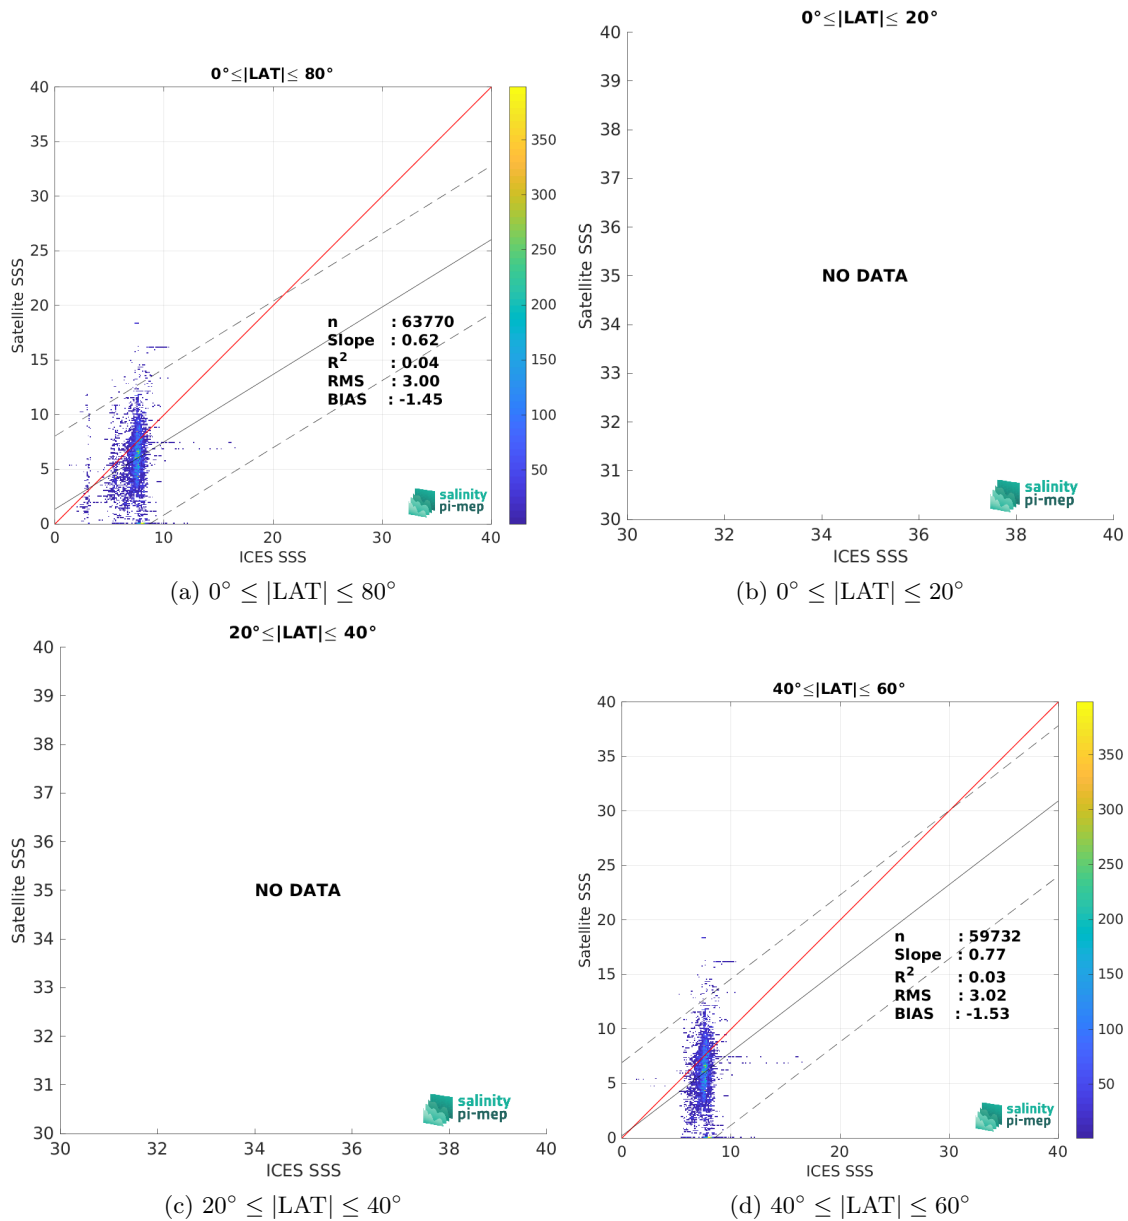 0°≤|LAT|≤ 80°
40
35
30
25
20
15
10
5
0
0
10
20
30
40
Satellite SSS
ICES SSS
n : 63770
Slope : 0.62
R² : 0.04
RMS : 3.00
BIAS : -1.45
350
300
250
200
150
100
50
salinity
pi-mep
(a) 0° ≤ |LAT| ≤ 80°
0°≤|LAT|≤ 20°
40
39
38
37
36
35
34
33
32
31
30
30
32
34
36
38
40
Satellite SSS
ICES SSS
NO DATA
salinity
pi-mep
(b) 0° ≤ |LAT| ≤ 20°
20°≤|LAT|≤ 40°
40
39
38
37
36
35
34
33
32
31
30
30
32
34
36
38
40
Satellite SSS
ICES SSS
NO DATA
salinity
pi-mep
(c) 20° ≤ |LAT| ≤ 40°
40°≤|LAT|≤ 60°
40
35
30
25
20
15
10
5
0
0
10
20
30
40
Satellite SSS
ICES SSS
n : 59732
Slope : 0.77
R² : 0.03
RMS : 3.02
BIAS : -1.53
350
300
250
200
150
100
50
salinity
pi-mep
(d) 40° ≤ |LAT| ≤ 60°